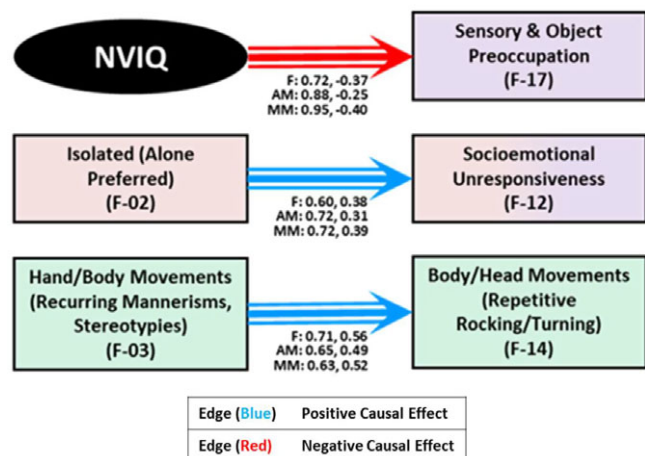 NVIQ
F: 0.72, -0.37
AM: 0.88, -0.25
MM: 0.95, -0.40
Sensory & Object
Preoccupation
(F-17)
Isolated (Alone
Preferred)
(F-02)
F: 0.60, 0.38
AM: 0.72, 0.31
MM: 0.72, 0.39
Socioemotional
Unresponsiveness
(F-12)
Hand/Body Movements
(Recurring Mannerisms,
Stereotypies)
(F-03)
F: 0.71, 0.56
AM: 0.65, 0.49
MM: 0.63, 0.52
Body/Head Movements
(Repetitive
Rocking/Turning)
(F-14)
Edge (Blue) Positive Causal Effect
Edge (Red) Negative Causal Effect